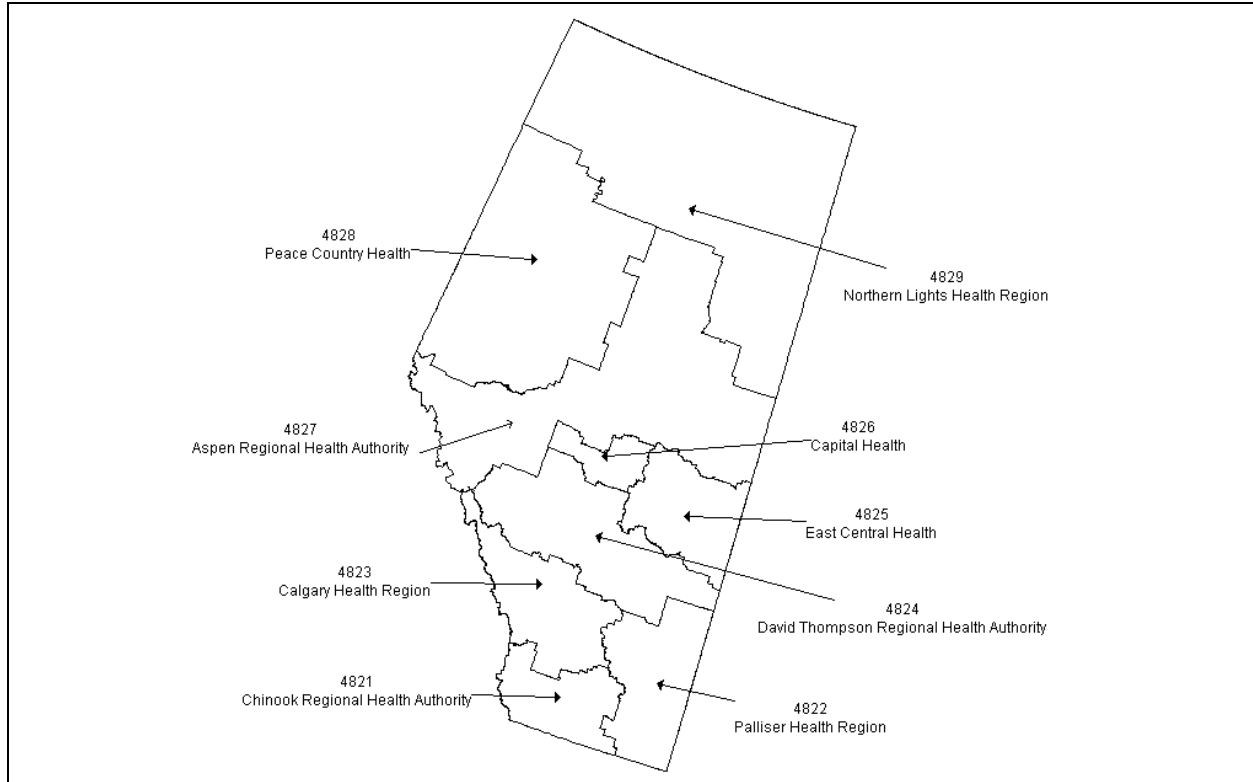 4828
Peace Country Health
4829
Northern Lights Health Region
4827
Aspen Regional Health Authority
4826
Capital Health
4825
East Central Health
4823
Calgary Health Region
4824
David Thompson Regional Health Authority
4821
Chinook Regional Health Authority
4822
Palliser Health Region